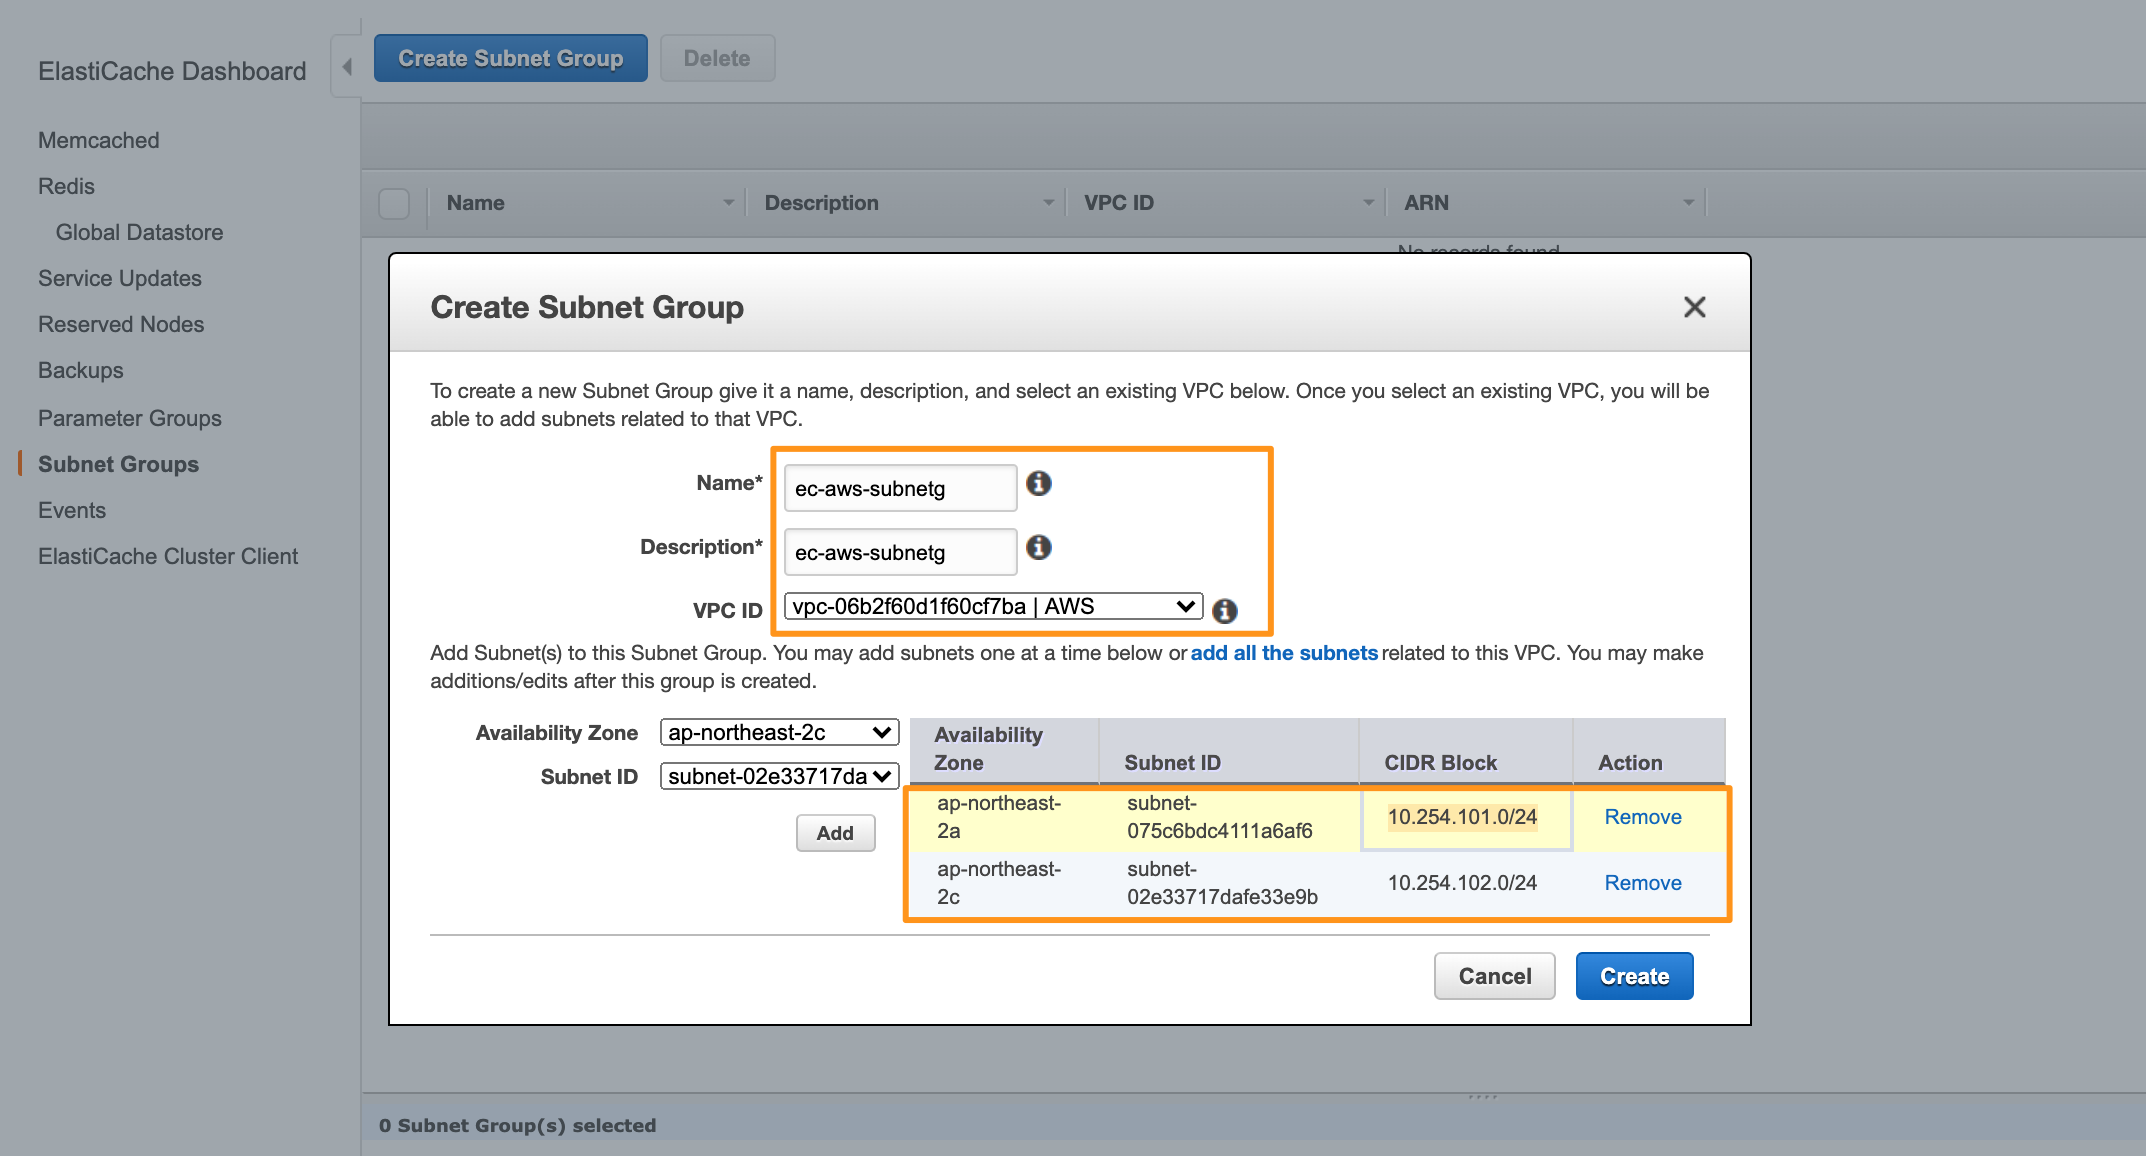 ElastiCache Dashboard
Memcached
Redis
Global Datastore
Service Updates
Reserved Nodes
Backups
Parameter Groups
Subnet Groups
Events
ElastiCache Cluster Client
Create Subnet Group
Delete
Name
Description
VPC ID
ARN
No records found
Create Subnet Group
To create a new Subnet Group give it a name, description, and select an existing VPC below. Once you select an existing VPC, you will be
able to add subnets related to that VPC.
Name*
ec-aws-subnetg
Description*
ec-aws-subnetg
VPC ID
vpc-06b2f60d1f60cf7ba | AWS
Add Subnet(s) to this Subnet Group. You may add subnets one at a time below or add all the subnets related to this VPC. You may make
additions/edits after this group is created.
Availability Zone
ap-northeast-2c
Subnet ID
subnet-02e33717da
Add
Availability
Zone
Subnet ID
CIDR Block
Action
ap-northeast-
2a
subnet-
075c6bdc4111a6af6
10.254.101.0/24
Remove
ap-northeast-
2c
subnet-
02e33717dafe33e9b
10.254.102.0/24
Remove
Cancel
Create
0 Subnet Group(s) selected